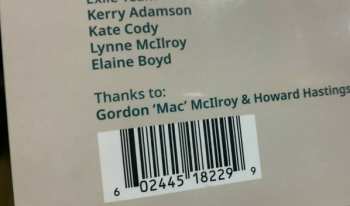 Kerry Adamson
Kate Cody
Lynne McIlroy
Elaine Boyd
Thanks to:
Gordon ‘Mac’ McIlroy & Howard Hastings
6 02445 18229 9